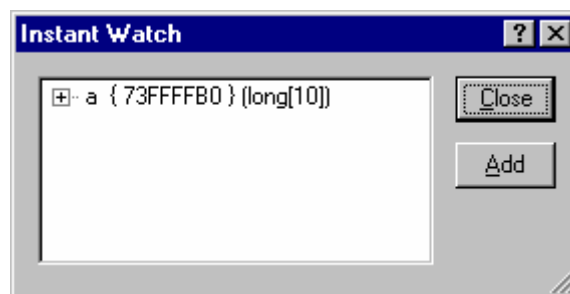 Instant Watch
a { 73FFFFB0 } (long[10])
Close
Add